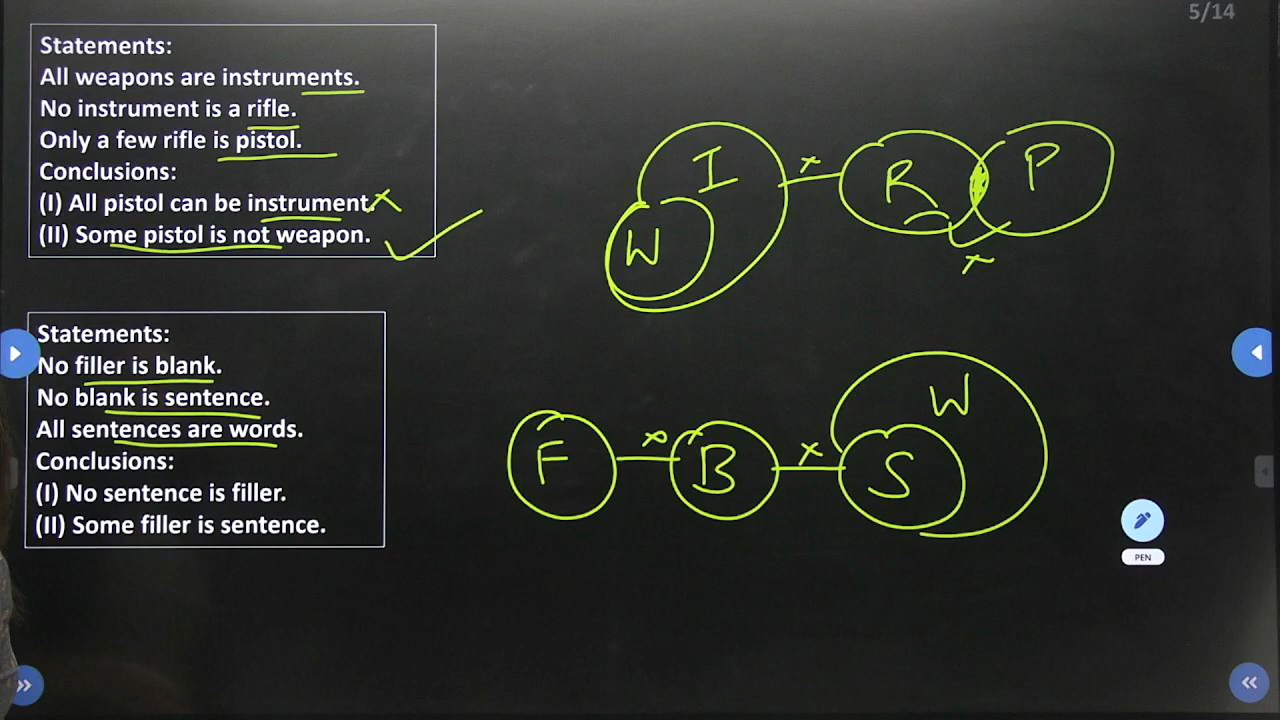 5/14
Statements:
All weapons are instruments.
No instrument is a rifle.
Only a few rifle is pistol.
Conclusions:
(I) All pistol can be instrument.
(II) Some pistol is not weapon.
I
W
R
P
Statements:
No filler is blank.
No blank is sentence.
All sentences are words.
Conclusions:
(I) No sentence is filler.
(II) Some filler is sentence.
F
B
S
W
PEN